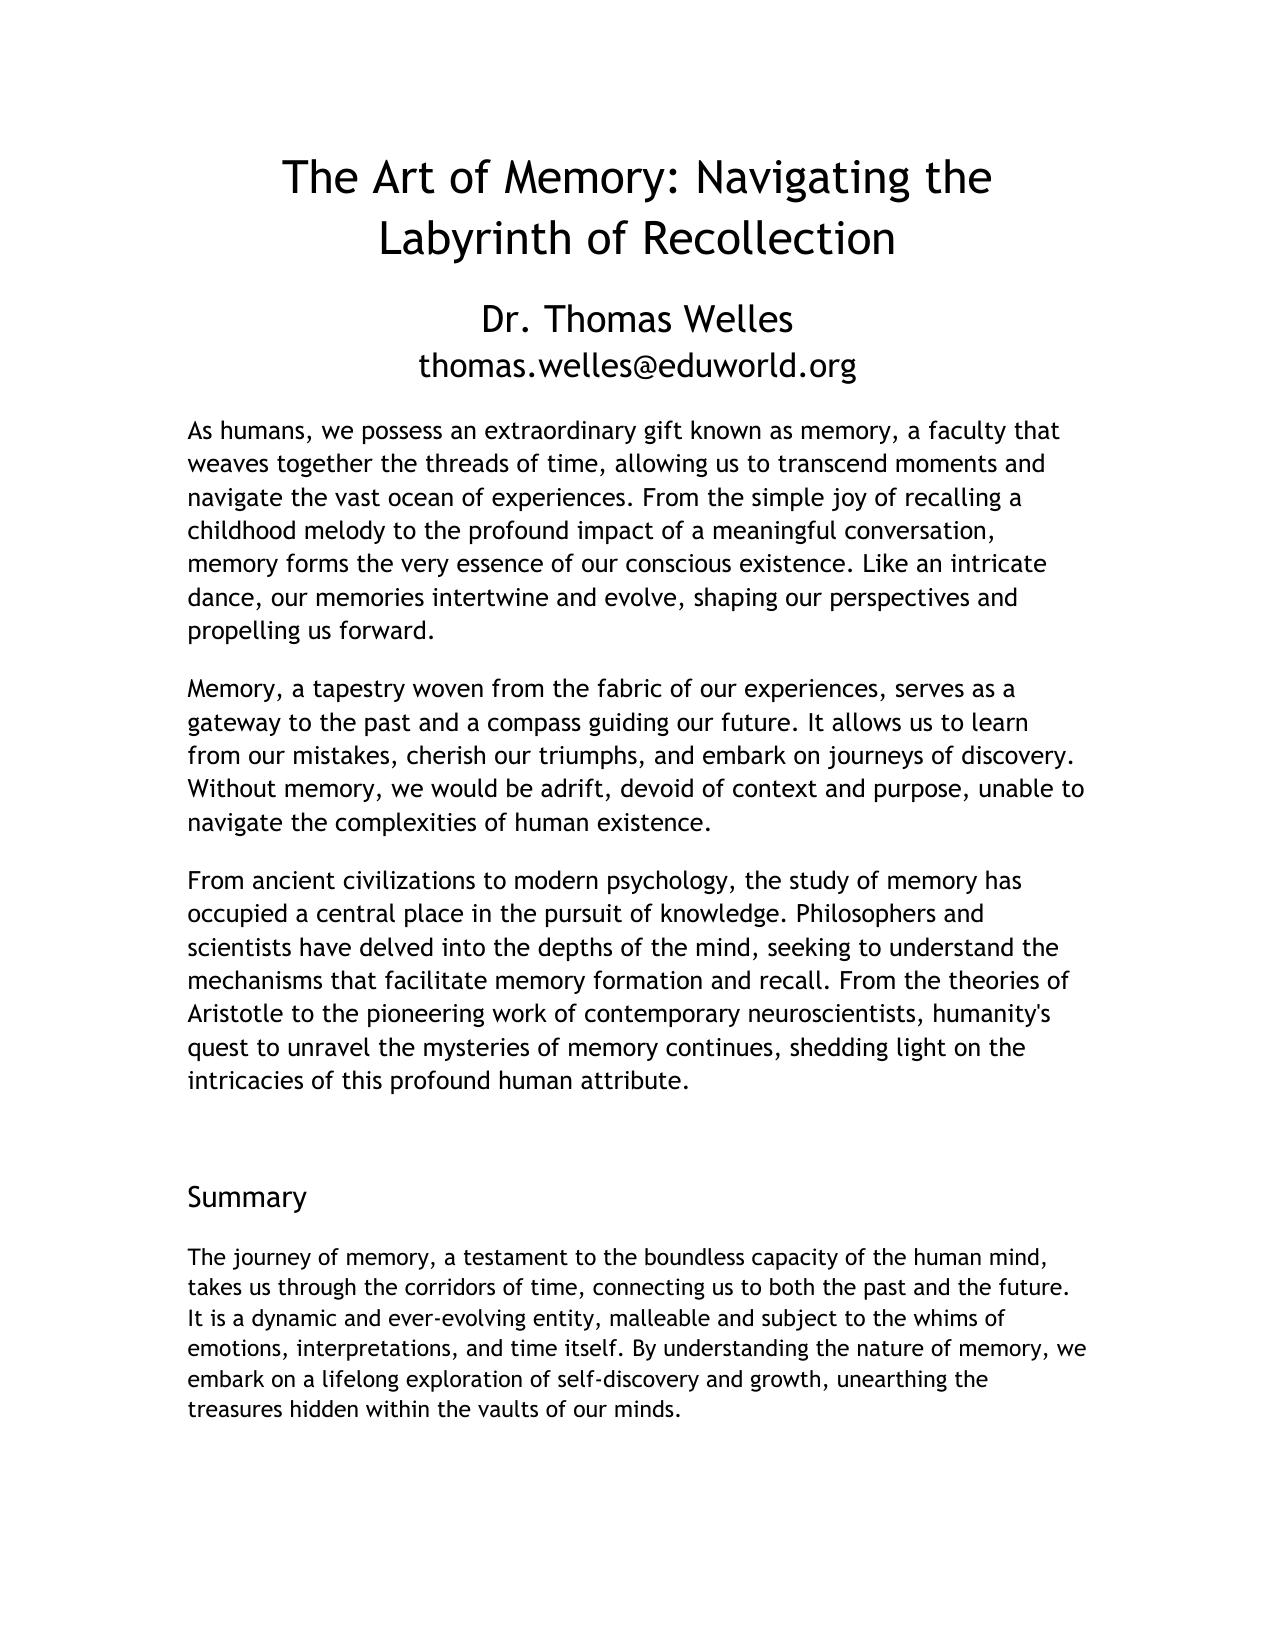 The Art of Memory: Navigating the
Labyrinth of Recollection
Dr. Thomas Welles
thomas.welles@eduworld.org
As humans, we possess an extraordinary gift known as memory, a faculty that
weaves together the threads of time, allowing us to transcend moments and
navigate the vast ocean of experiences. From the simple joy of recalling a
childhood melody to the profound impact of a meaningful conversation,
memory forms the very essence of our conscious existence. Like an intricate
dance, our memories intertwine and evolve, shaping our perspectives and
propelling us forward.
Memory, a tapestry woven from the fabric of our experiences, serves as a
gateway to the past and a compass guiding our future. It allows us to learn
from our mistakes, cherish our triumphs, and embark on journeys of discovery.
Without memory, we would be adrift, devoid of context and purpose, unable to
navigate the complexities of human existence.
From ancient civilizations to modern psychology, the study of memory has
occupied a central place in the pursuit of knowledge. Philosophers and
scientists have delved into the depths of the mind, seeking to understand the
mechanisms that facilitate memory formation and recall. From the theories of
Aristotle to the pioneering work of contemporary neuroscientists, humanity's
quest to unravel the mysteries of memory continues, shedding light on the
intricacies of this profound human attribute.
Summary
The journey of memory, a testament to the boundless capacity of the human mind,
takes us through the corridors of time, connecting us to both the past and the future.
It is a dynamic and ever-evolving entity, malleable and subject to the whims of
emotions, interpretations, and time itself. By understanding the nature of memory, we
embark on a lifelong exploration of self-discovery and growth, unearthing the
treasures hidden within the vaults of our minds.